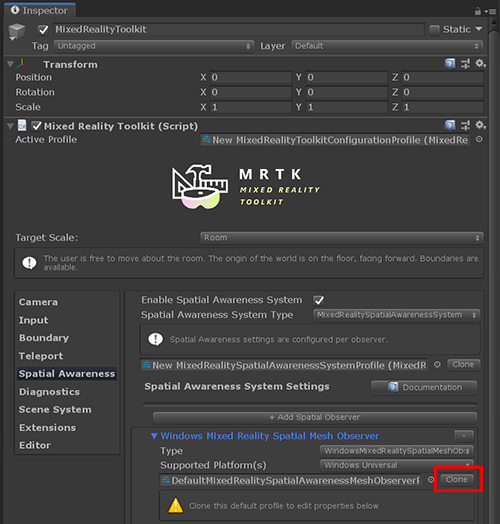 Inspector
MixedRealityToolkit
Static
Tag Untagged Layer Default
Transform
Position X 0 Y 0 Z 0
Rotation X 0 Y 0 Z 0
Scale X 1 Y 1 Z 1
Mixed Reality Toolkit (Script)
Active Profile New MixedRealityToolkitConfigurationProfile (MixedRe
MRTK
MIXED REALITY
TOOLKIT
Target Scale: Room
The user is free to move about the room. The origin of the world is on the floor, facing forward. Boundaries are
available.
Camera
Input
Boundary
Teleport
Spatial Awareness
Diagnostics
Scene System
Extensions
Editor
Enable Spatial Awareness System
Spatial Awareness System Type MixedRealitySpatialAwarenessSystem
Spatial Awareness settings are configured per observer.
New MixedRealitySpatialAwarenessSystemProfile (MixedR Clone
Spatial Awareness System Settings Documentation
+ Add Spatial Observer
Windows Mixed Reality Spatial Mesh Observer -
Type WindowsMixedRealitySpatialMeshOb
Supported Platform(s) Windows Universal
DefaultMixedRealitySpatialAwarenessMeshObserverF Clone
Clone this default profile to edit properties below